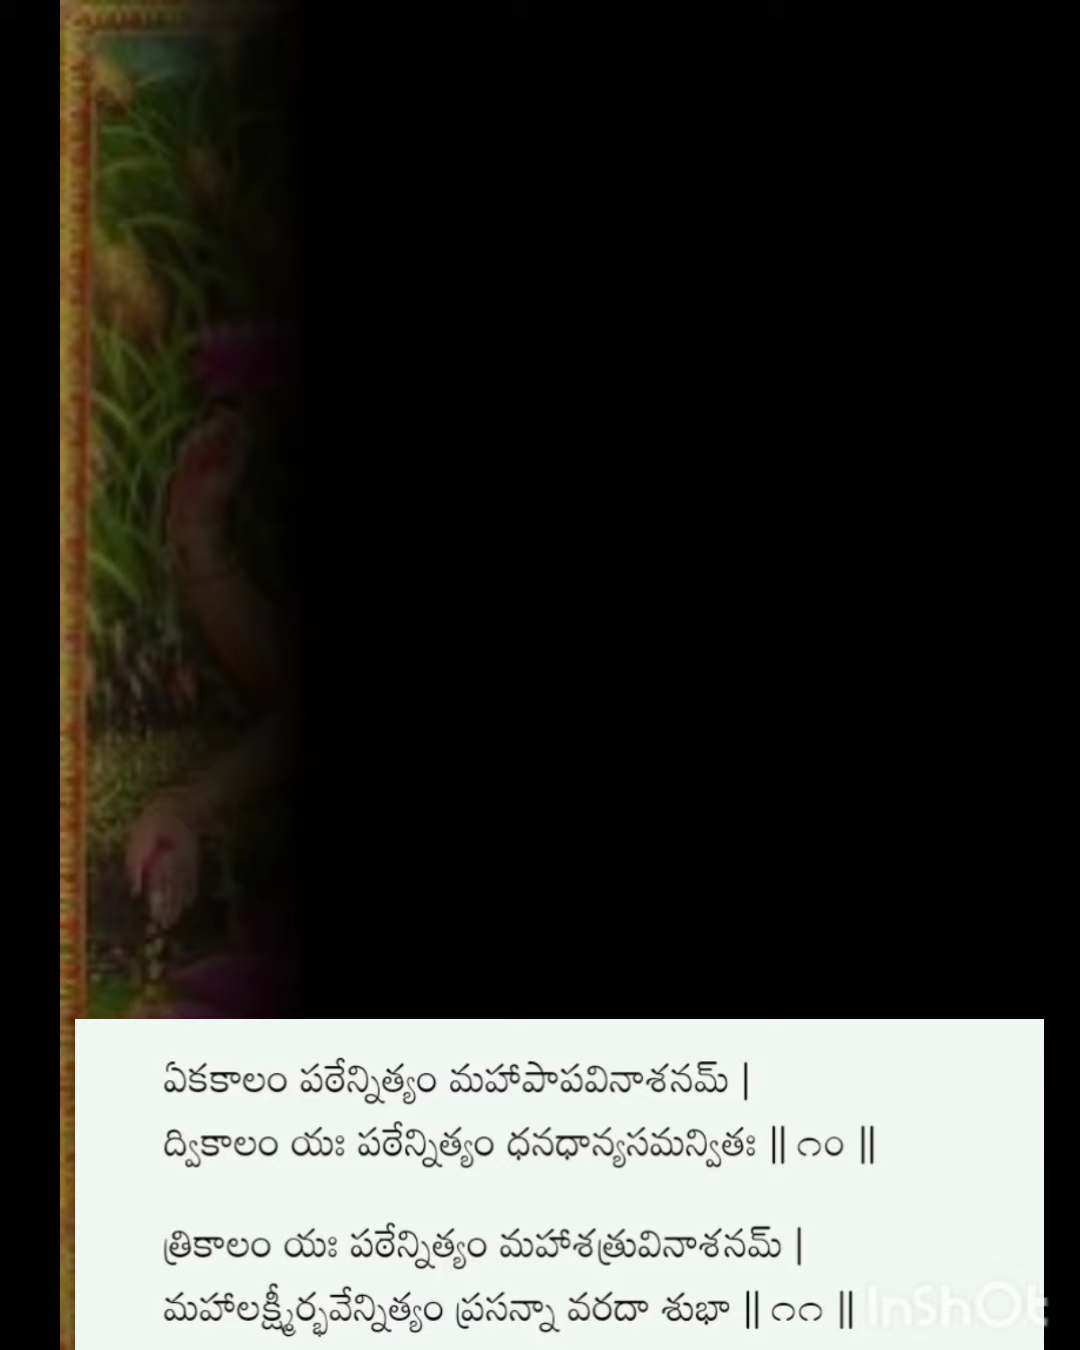 ఏకకాలం పఠేన్నిత్యం మహాపాపవినాశనమ్ |
ద్వికాలం యః పఠేన్నిత్యం ధనధాన్యసమన్వితః || ౧౦ ||
త్రికాలం యః పఠేన్నిత్యం మహాశత్రువినాశనమ్ |
మహాలక్ష్మీర్భవేన్నిత్యం ప్రసన్నా వరదా శుభా || ౧౧ ||
InShOt